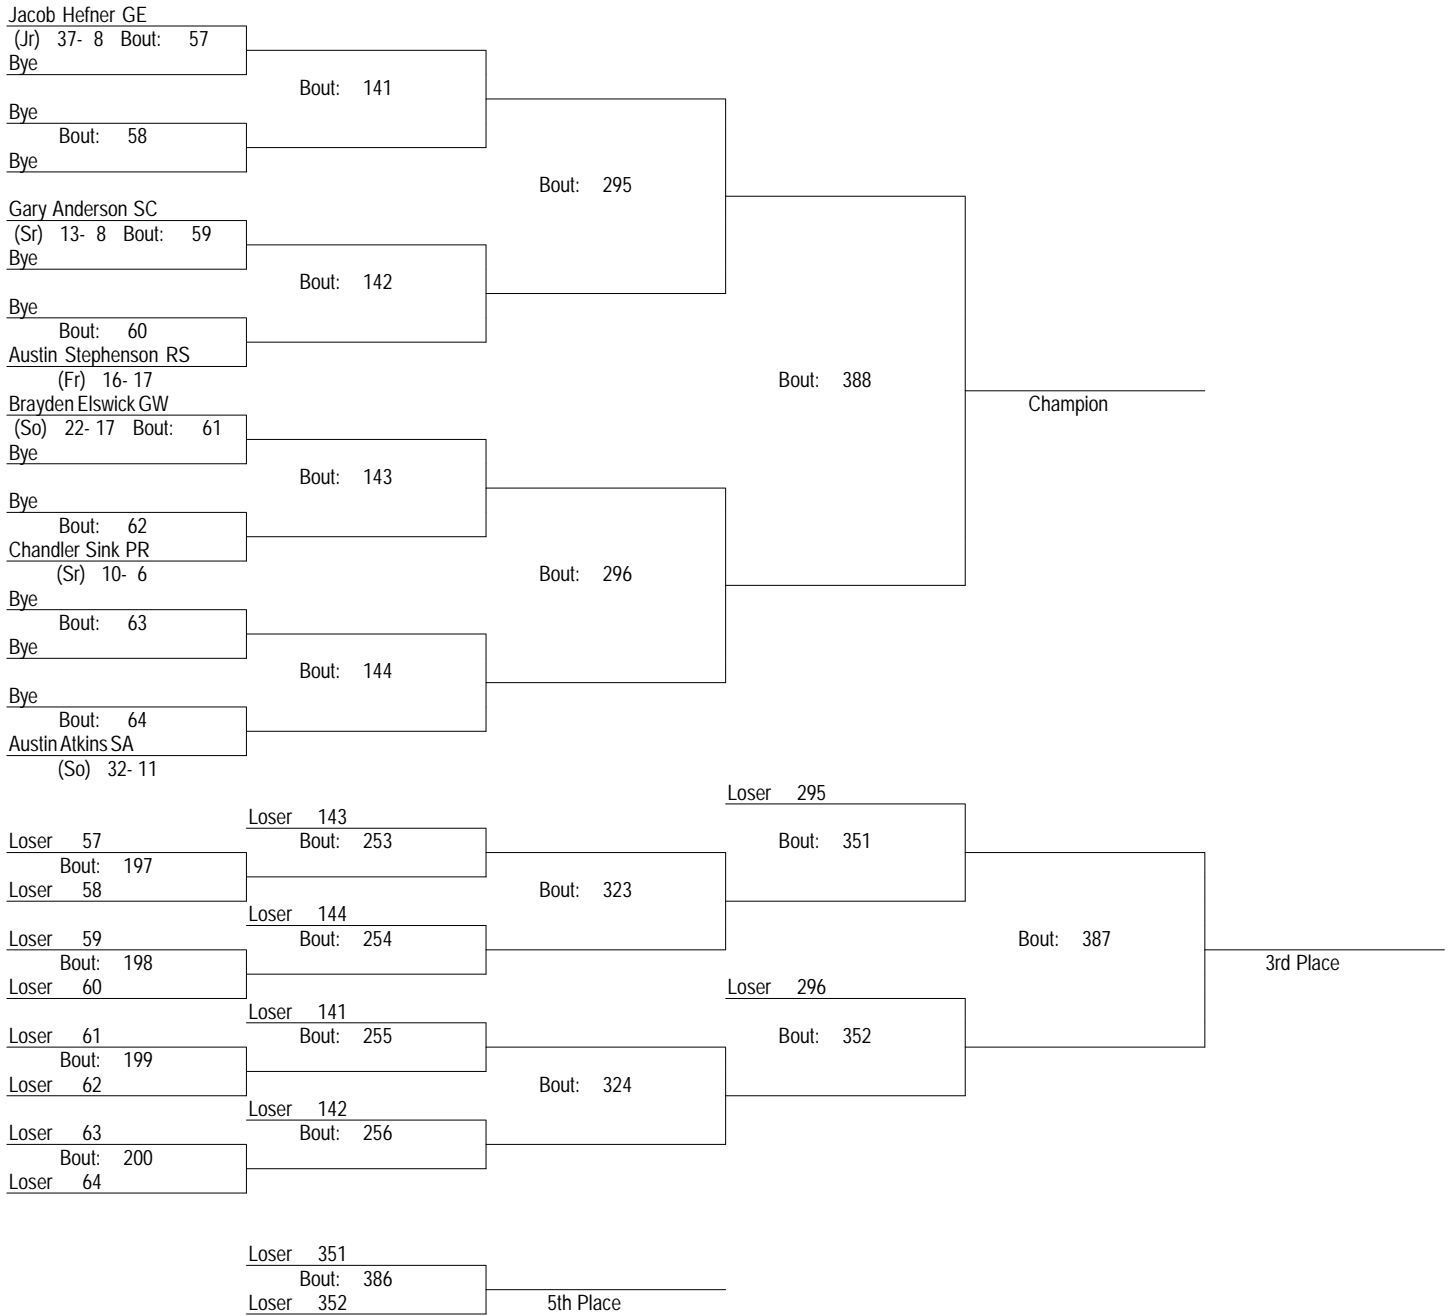 Jacob Hefner GE
(Jr) 37- 8 Bout: 57
Bye
Bout: 141
Bye
Bout: 58
Bye
Bout: 295
Gary Anderson SC
(Sr) 13- 8 Bout: 59
Bye
Bout: 142
Bye
Bout: 60
Austin Stephenson RS
(Fr) 16- 17
Bout: 388
Champion
Brayden Elswick GW
(So) 22- 17 Bout: 61
Bye
Bout: 143
Bye
Bout: 62
Chandler Sink PR
(Sr) 10- 6
Bout: 296
Bye
Bout: 63
Bye
Bout: 144
Bye
Bout: 64
Austin Atkins SA
(So) 32- 11
Loser 295
Loser 143
Loser 57
Bout: 253
Bout: 351
Bout: 197
Loser 58
Bout: 323
Loser 144
Loser 59
Bout: 254
Bout: 387
Bout: 198
3rd Place
Loser 60
Loser 296
Loser 141
Loser 61
Bout: 255
Bout: 352
Bout: 199
Loser 62
Bout: 324
Loser 142
Loser 63
Bout: 256
Bout: 200
Loser 64
Loser 351
Bout: 386
Loser 352
5th Place